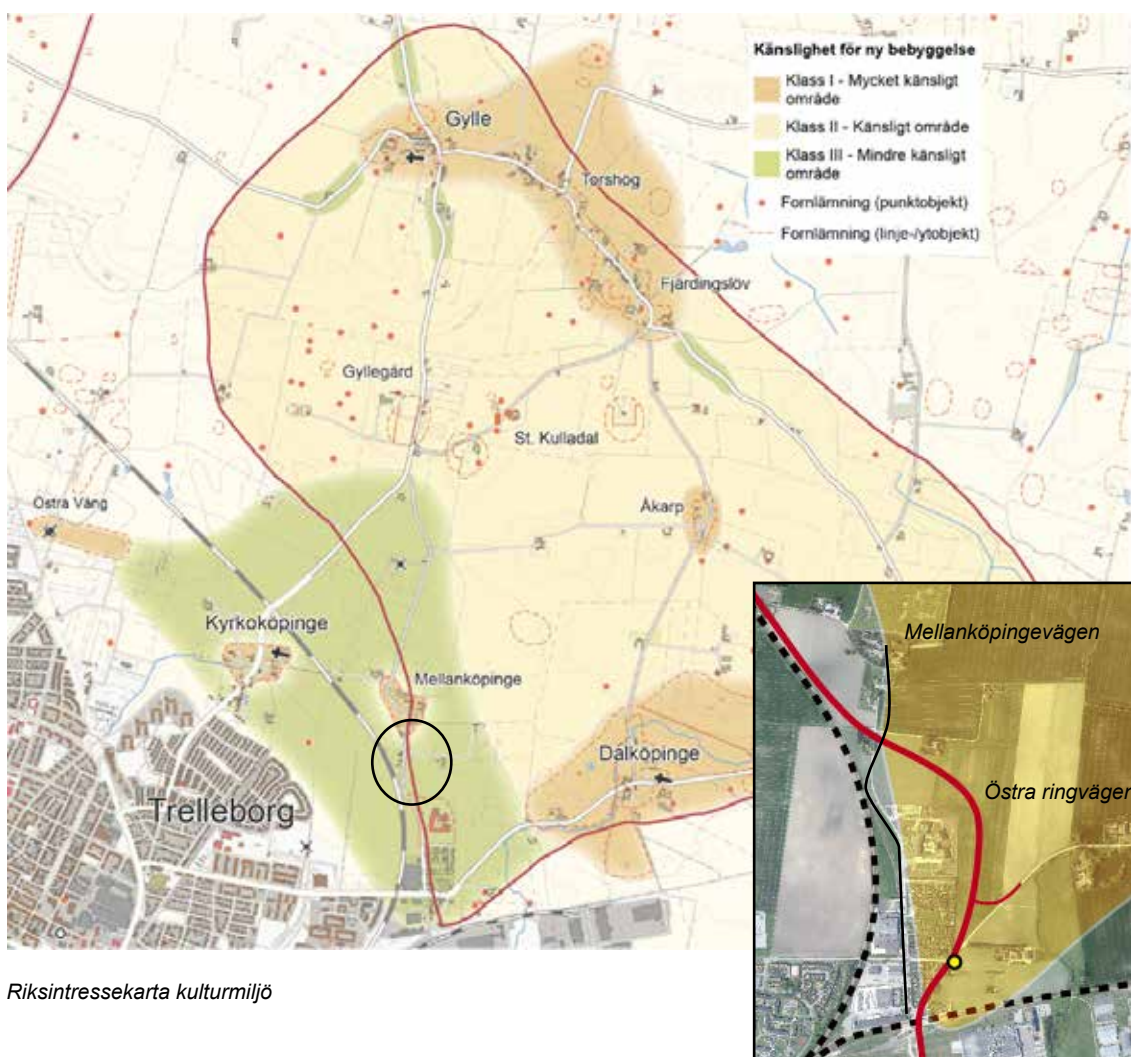 Känslighet för ny bebyggelse
Klass I - Mycket känsligt
område
Klass II - Känsligt område
Klass III - Mindre känsligt
område
Fornlämning (punktobjekt)
Fornlämning (linje-/ytobjekt)
Gylle
Torshög
Fjärdingslöv
Gyllegård
St. Kulladal
Östra Väng
Åkarp
Kyrkoköpinge
Mellanköpinge
Dalköpinge
Trelleborg
Mellanköpingevägen
Östra ringvägen
Riksintressekarta kulturmiljö